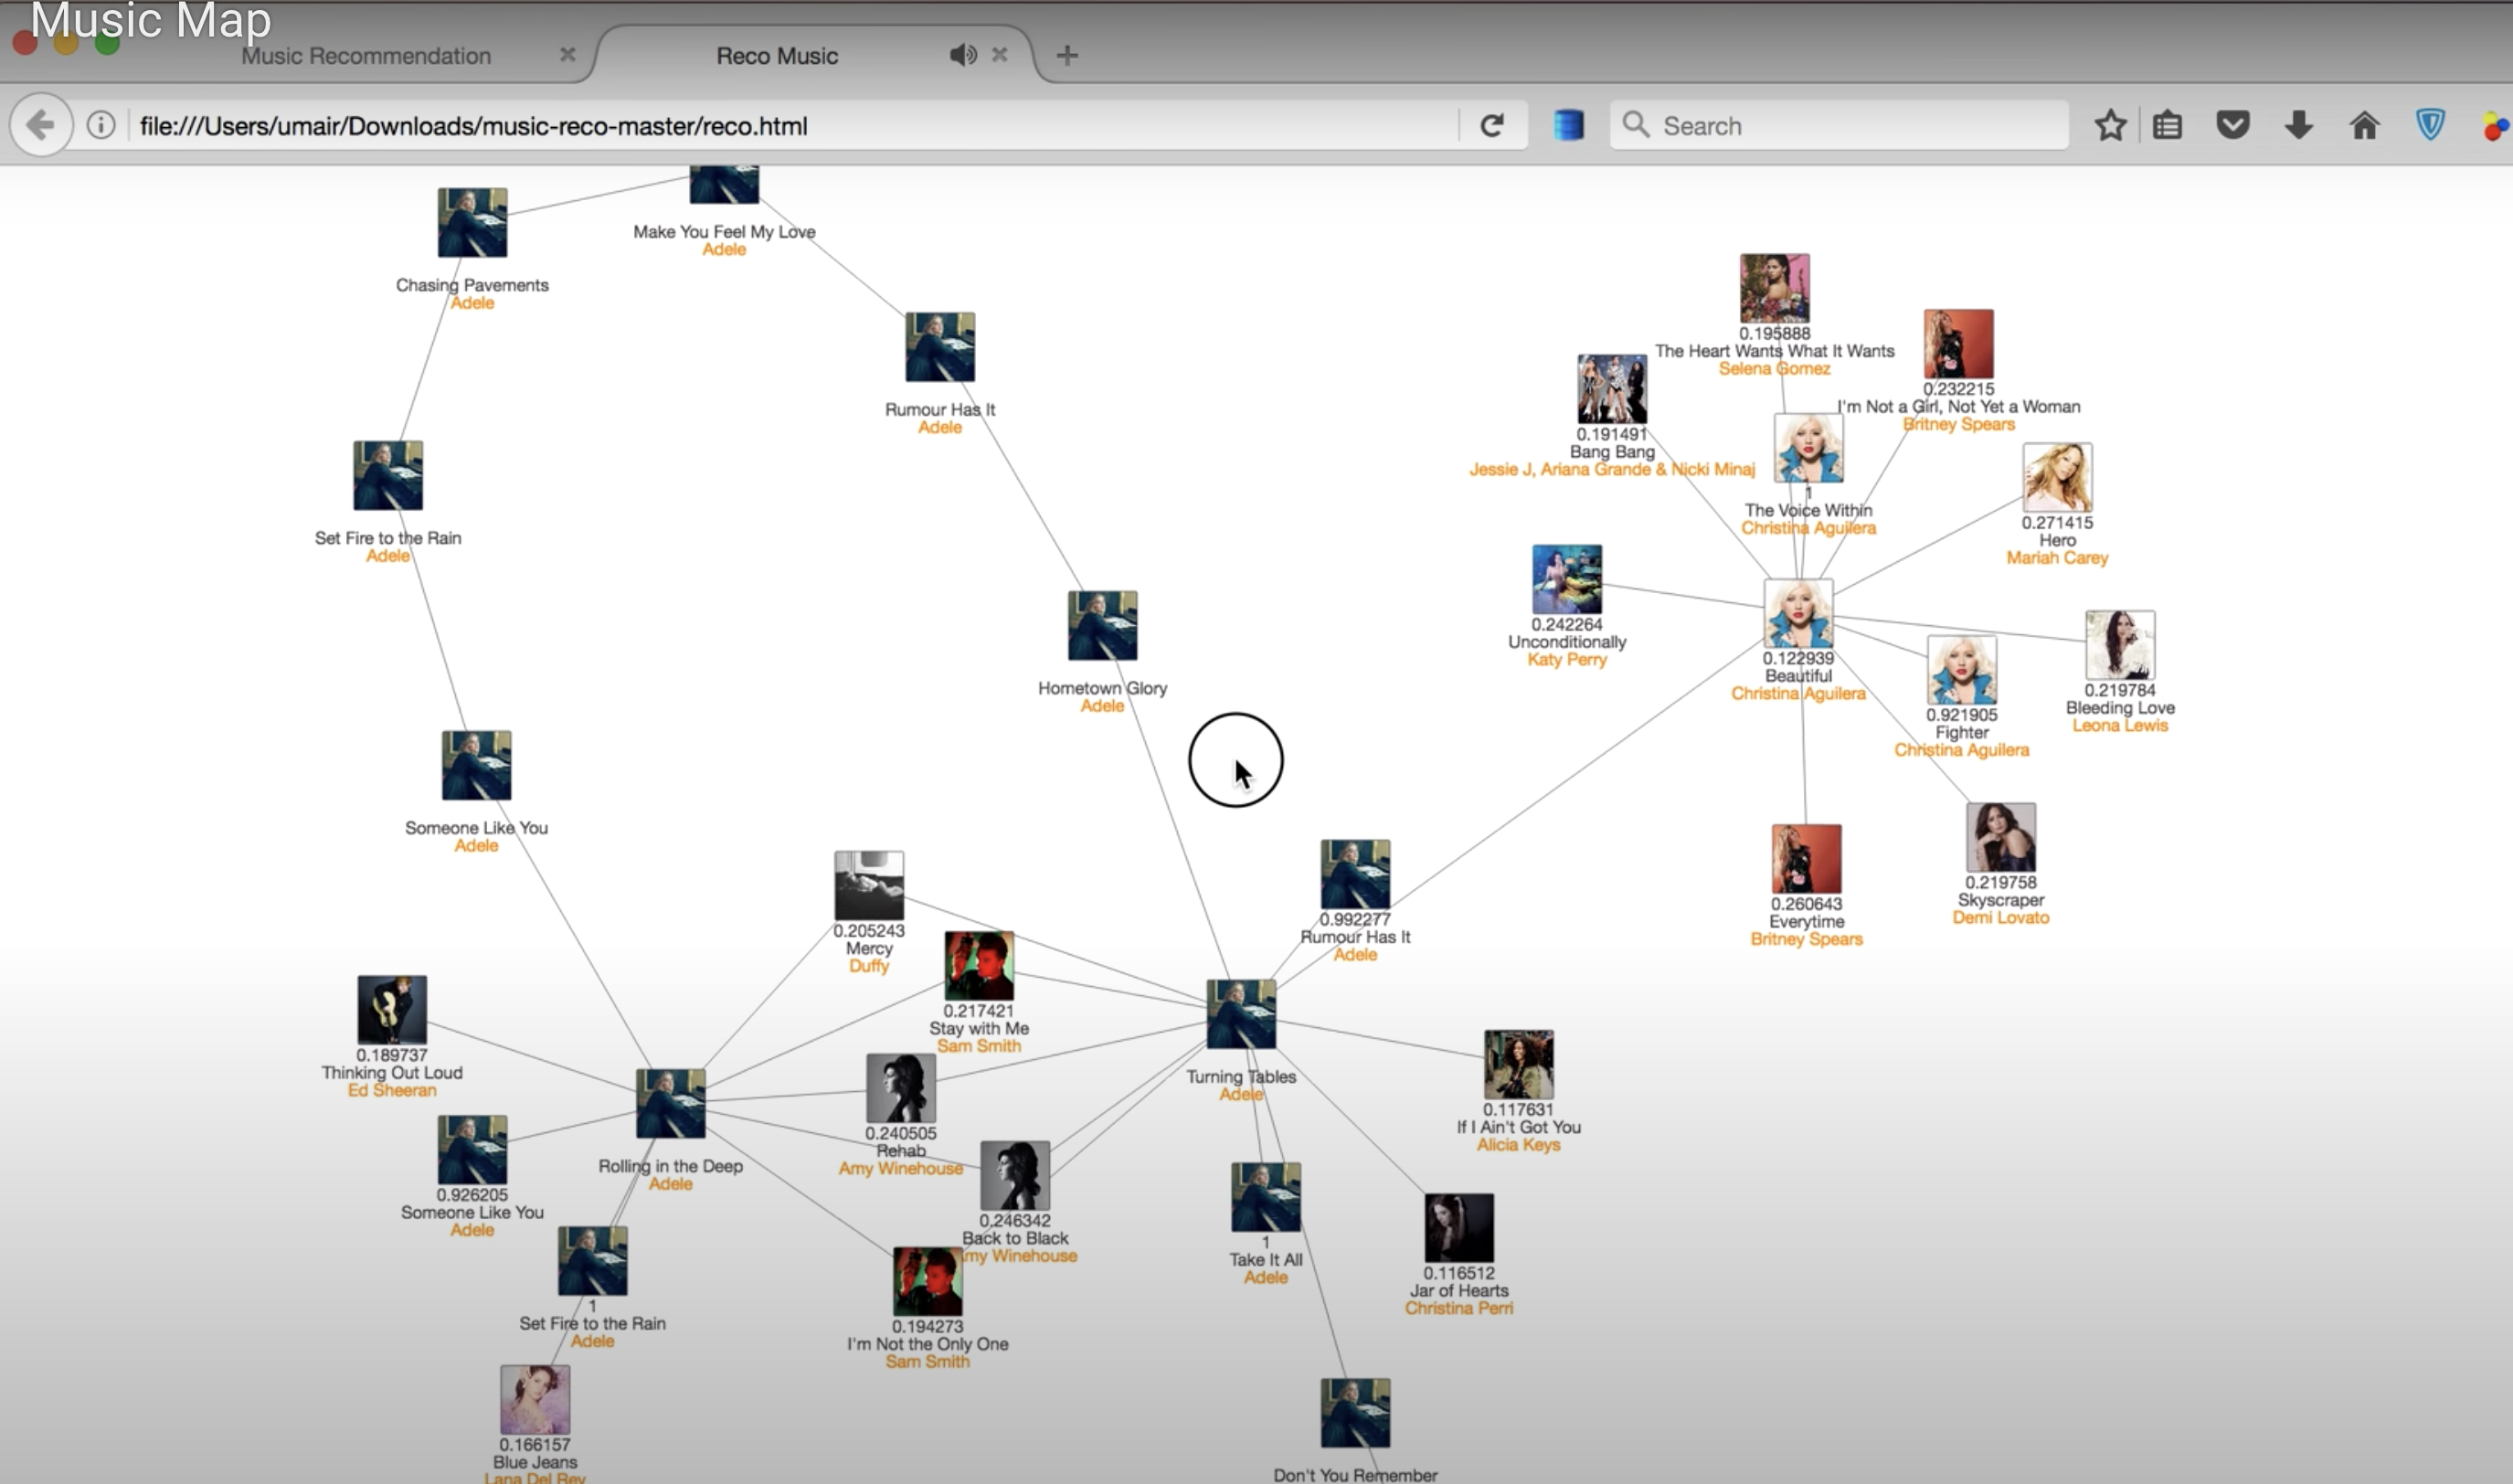 Music Map
Music Recommendation
Reco Music
file:///Users/umair/Downloads/music-reco-master/reco.html
Search
Make You Feel My Love
Adele
Chasing Pavements
Adele
0.195888
The Heart Wants What It Wants
Selena Gomez
0.232215
I'm Not a Girl, Not Yet a Woman
Britney Spears
Rumour Has It
Adele
0.191491
Bang Bang
Jessie J, Ariana Grande & Nicki Minaj
1
The Voice Within
Christina Aguilera
0.271415
Hero
Mariah Carey
Set Fire to the Rain
Adele
0.242264
Unconditionally
Katy Perry
Hometown Glory
Adele
0.122939
Beautiful
Christina Aguilera
0.219784
Bleeding Love
Leona Lewis
0.921905
Fighter
Christina Aguilera
Someone Like You
Adele
0.260643
Everytime
Britney Spears
0.219758
Skyscraper
Demi Lovato
0.205243
Mercy
Duffy
0.992277
Rumour Has It
Adele
0.217421
Stay with Me
Sam Smith
0.189737
Thinking Out Loud
Ed Sheeran
Turning Tables
Adele
0.117631
If I Ain't Got You
Alicia Keys
0.240505
Rehab
Amy Winehouse
Rolling in the Deep
Adele
0.926205
Someone Like You
Adele
0.246342
Back to Black
my Winehouse
1
Take It All
Adele
0.116512
Jar of Hearts
Christina Perri
1
Set Fire to the Rain
Adele
0.194273
I'm Not the Only One
Sam Smith
0.166157
Blue Jeans
Lana Del Rey
Don't You Remember